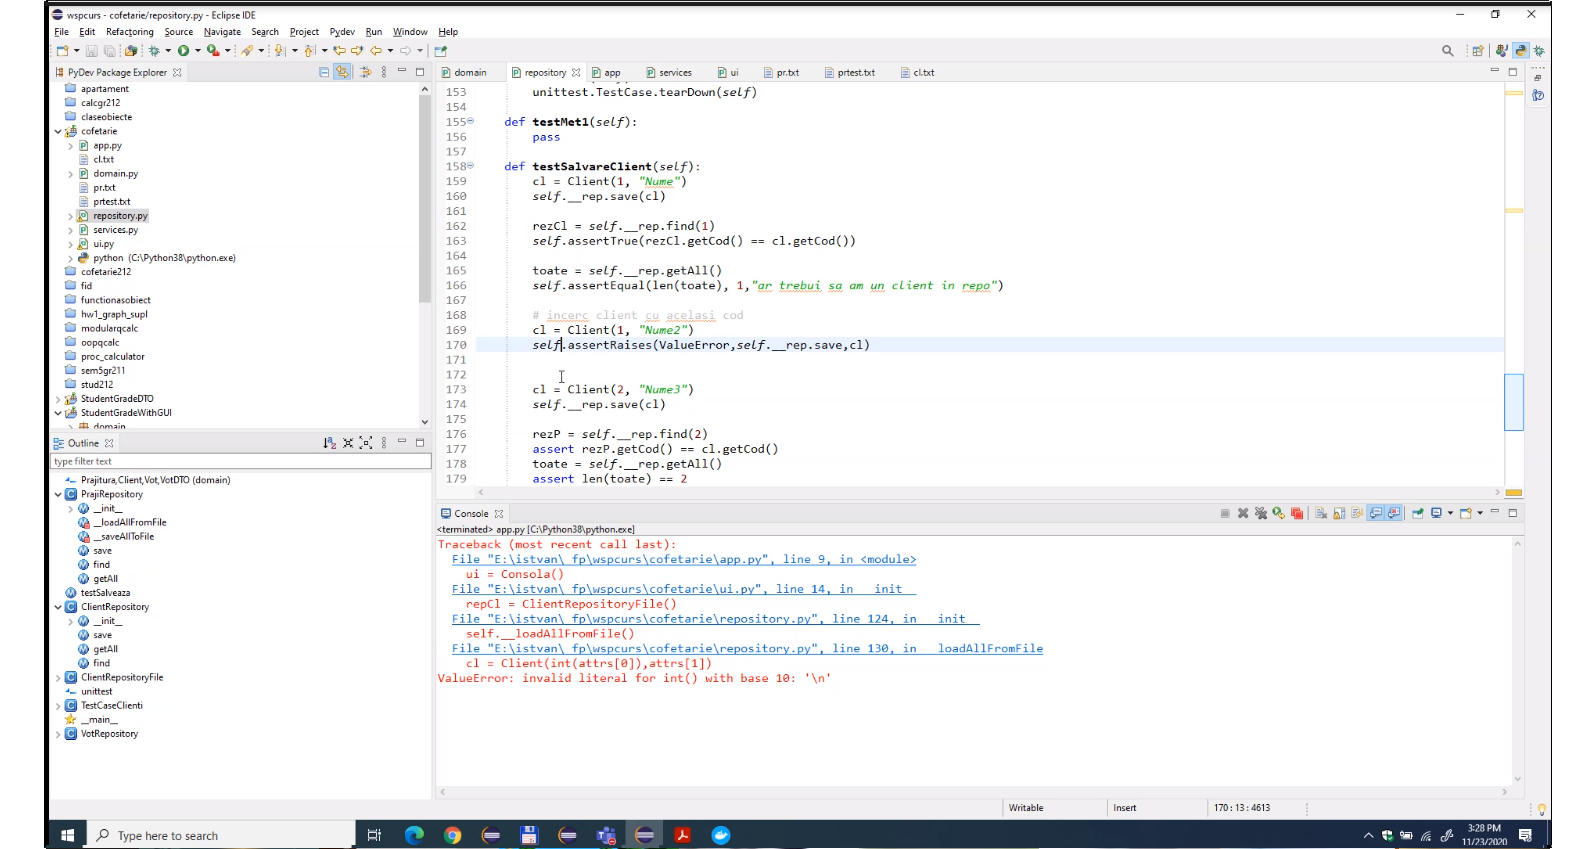 wspcurs - cofetarie/repository.py - Eclipse IDE
File Edit Refactoring Source Navigate Search Project Pydev Run Window Help
PyDev Package Explorer
apartament
calcgr212
claseobiecte
cofetarie
app.py
cl.txt
domain.py
pr.txt
prtest.txt
repository.py
services.py
ui.py
python (C:\Python38\python.exe)
cofetarie212
fid
functionasobiect
hw1_graph_supl
modularqcalc
oopqcalc
proc_calculator
sem5gr211
stud212
StudentGradeDTO
StudentGradeWithGUI
domain
Outline
type filter text
Prajitura,Client,Vot,VotDTO (domain)
PrajiRepository
__init__
__loadAllFromFile
__saveAllToFile
save
find
getAll
testSalveaza
ClientRepository
__init__
save
getAll
find
ClientRepositoryFile
unittest
TestCaseClienti
__main__
VotRepository
domain repository app services ui pr.txt prtest.txt cl.txt
153 unittest.TestCase.tearDown(self)
154
155 def testMet1(self):
156 pass
157
158 def testSalvareClient(self):
159 cl = Client(1, "Nume")
160 self.__rep.save(cl)
161
162 rezCl = self.__rep.find(1)
163 self.assertTrue(rezCl.getCod() == cl.getCod())
164
165 toate = self.__rep.getAll()
166 self.assertEqual(len(toate), 1,"ar trebui sa am un client in repo")
167
168 # incerc client cu acelasi cod
169 cl = Client(1, "Nume2")
170 self.assertRaises(ValueError,self.__rep.save,cl)
171
172
173 cl = Client(2, "Nume3")
174 self.__rep.save(cl)
175
176 rezP = self.__rep.find(2)
177 assert rezP.getCod() == cl.getCod()
178 toate = self.__rep.getAll()
179 assert len(toate) == 2
Console
<terminated> app.py [C:\Python38\python.exe]
Traceback (most recent call last):
File "E:\istvan\_fp\wspcurs\cofetarie\app.py", line 9, in <module>
ui = Consola()
File "E:\istvan\_fp\wspcurs\cofetarie\ui.py", line 14, in __init__
repCl = ClientRepositoryFile()
File "E:\istvan\_fp\wspcurs\cofetarie\repository.py", line 124, in __init__
self.__loadAllFromFile()
File "E:\istvan\_fp\wspcurs\cofetarie\repository.py", line 130, in __loadAllFromFile
cl = Client(int(attrs[0]),attrs[1])
ValueError: invalid literal for int() with base 10: '\n'
Writable Insert 170 : 13 : 4613
Type here to search
3:28 PM
11/23/2020